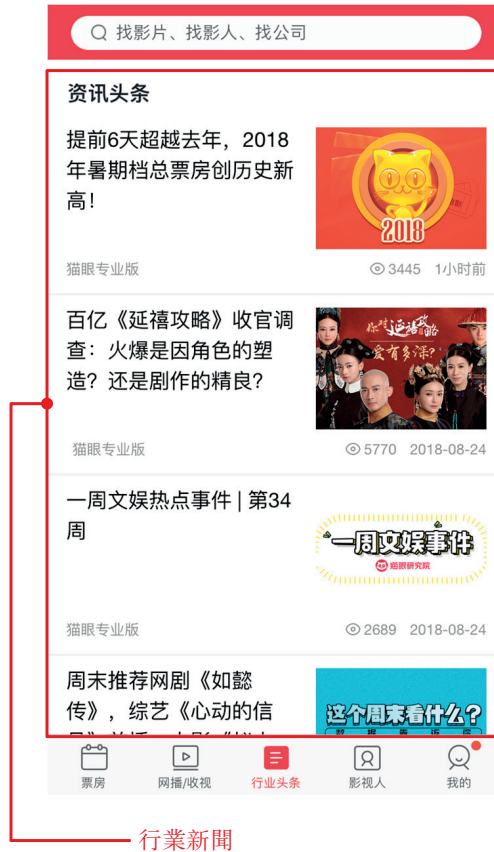 找影片、找影人、找公司
资讯头条
提前6天超越去年，2018
年暑期档总票房创历史新
高！
2018
猫眼专业版
3445 1小时前
百亿《延禧攻略》收官调
查：火爆是因角色的塑
造？还是剧作的精良？
你对延禧攻略
爱有多深?
猫眼专业版
5770 2018-08-24
一周文娱热点事件 | 第34
周
一周文娱事件
猫眼研究院
猫眼专业版
2689 2018-08-24
周末推荐网剧《如懿
传》，综艺《心动的信
这个周末看什么？
票房
网播/收视
行业头条
影视人
我的
行業新聞